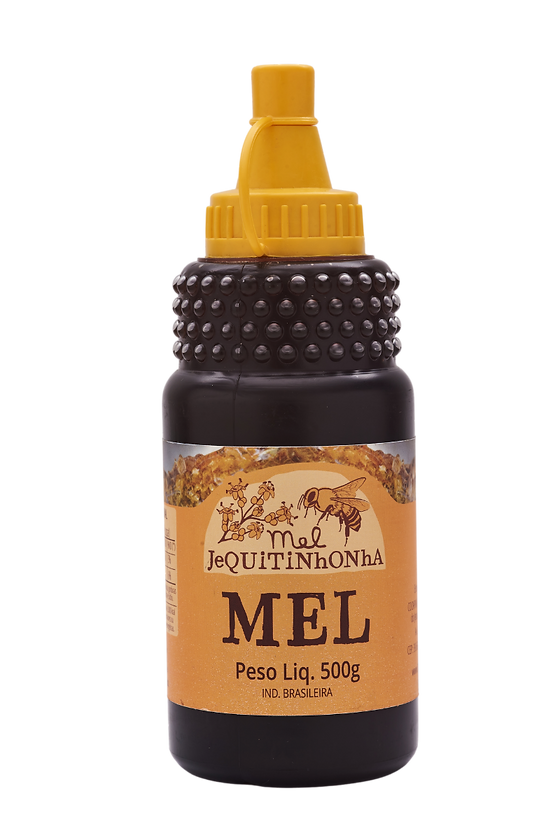 Mel
JeQUiTiNhONhA
MEL
Peso Liq. 500g
IND. BRASILEIRA